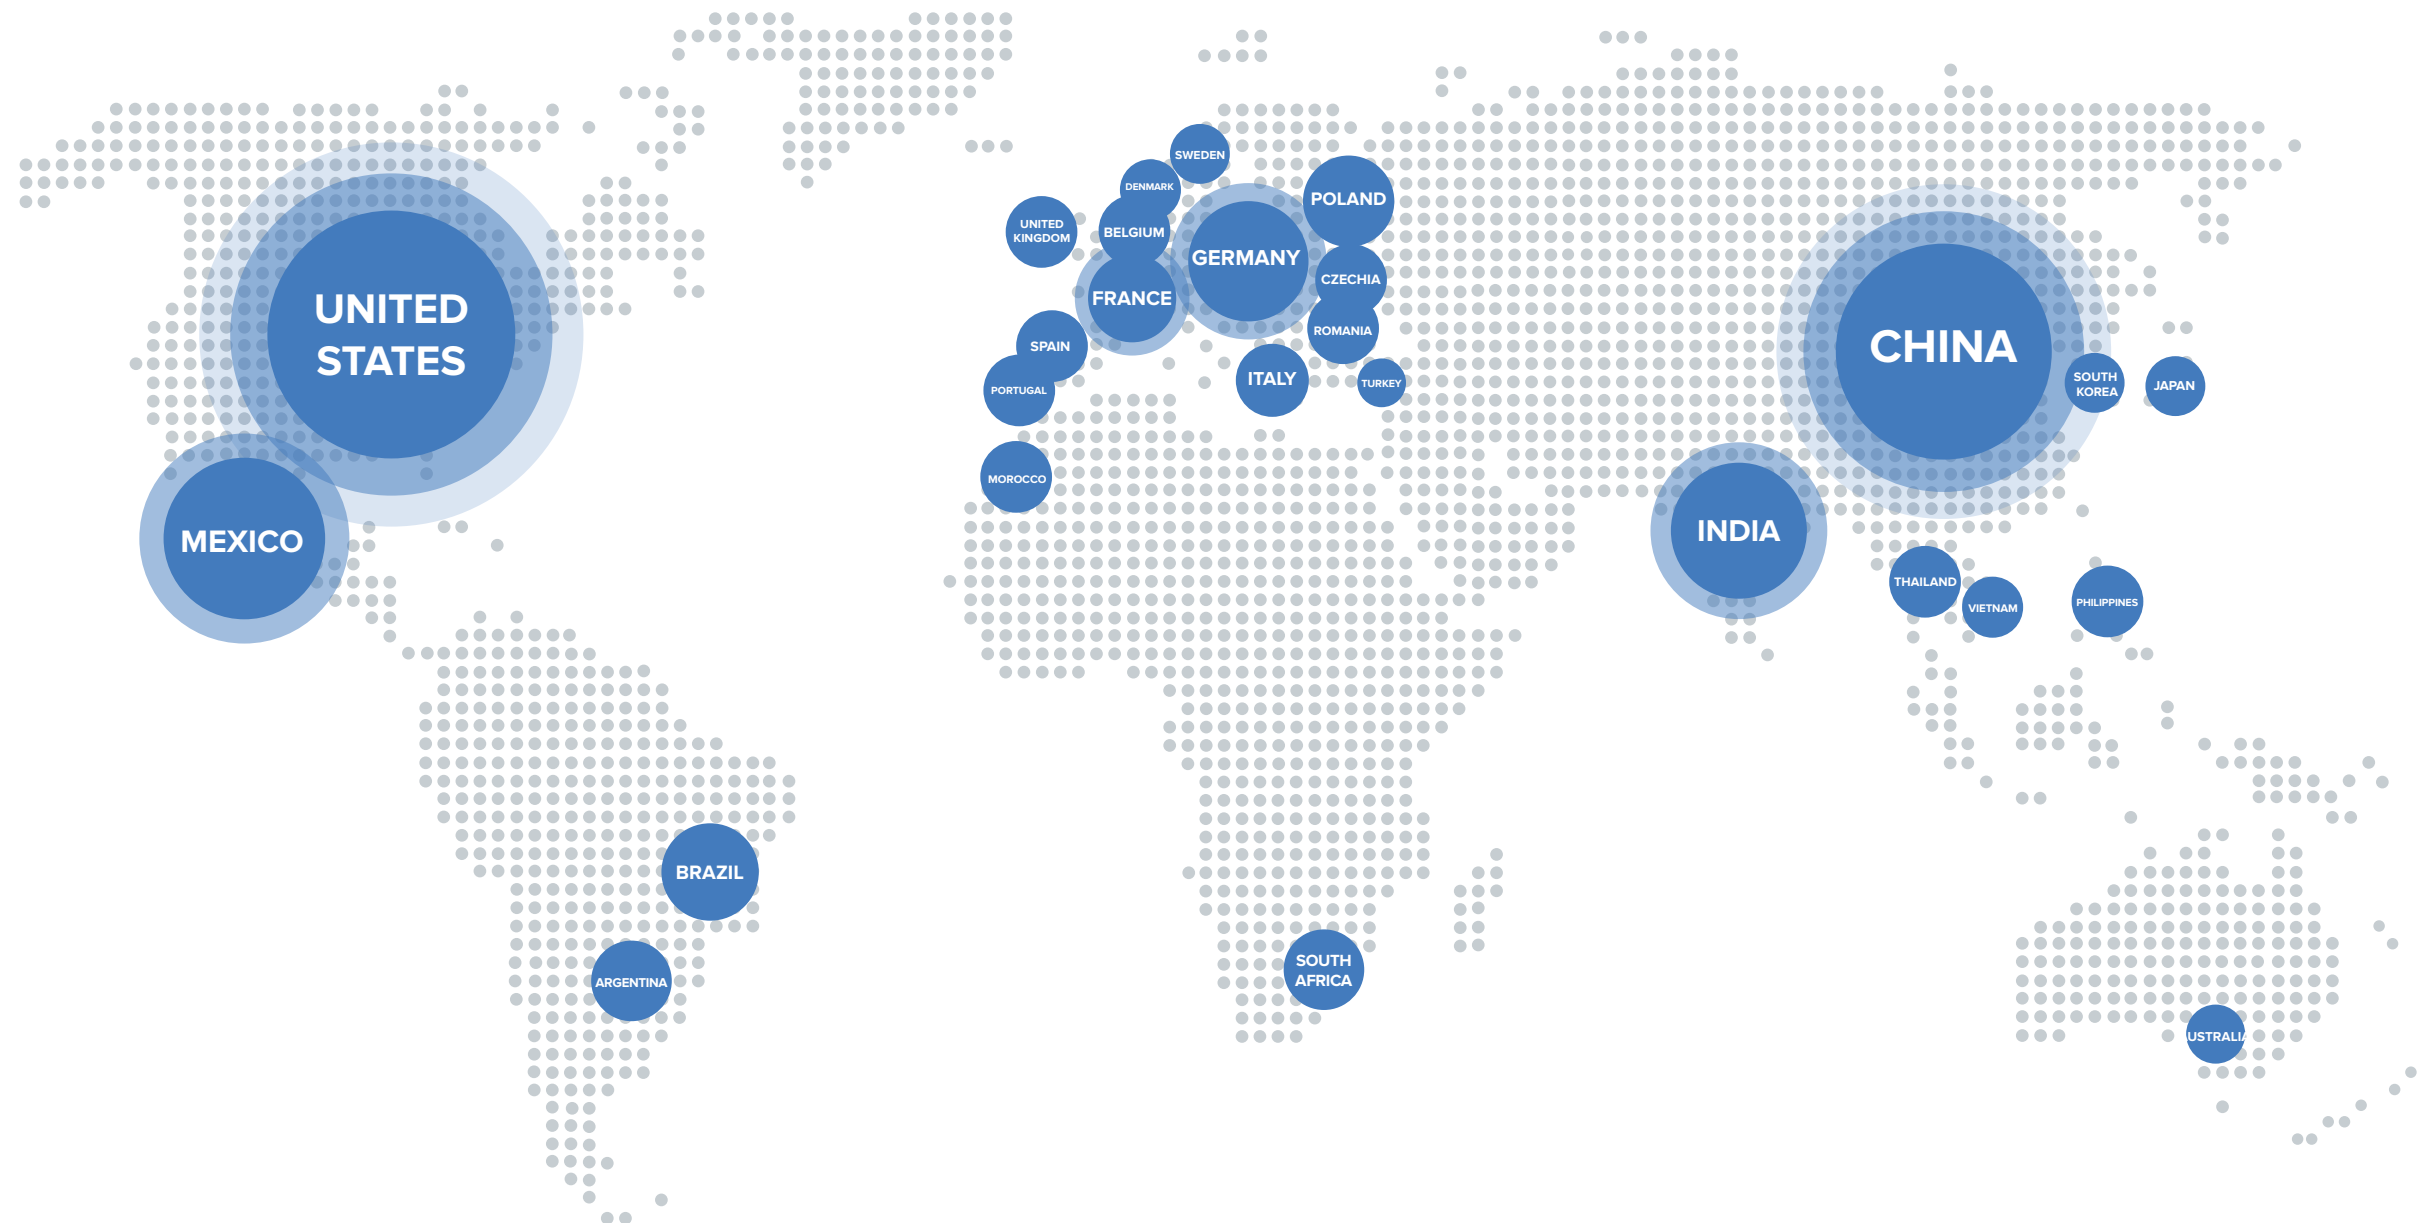 SWEDEN
DENMARK
POLAND
UNITED
KINGDOM
BELGIUM
GERMANY
CZECHIA
FRANCE
UNITED
STATES
ROMANIA
SPAIN
CHINA
ITALY
TURKEY
PORTUGAL
SOUTH
KOREA
JAPAN
MOROCCO
MEXICO
INDIA
THAILAND
VIETNAM
PHILIPPINES
BRAZIL
ARGENTINA
SOUTH
AFRICA
USTRALIA